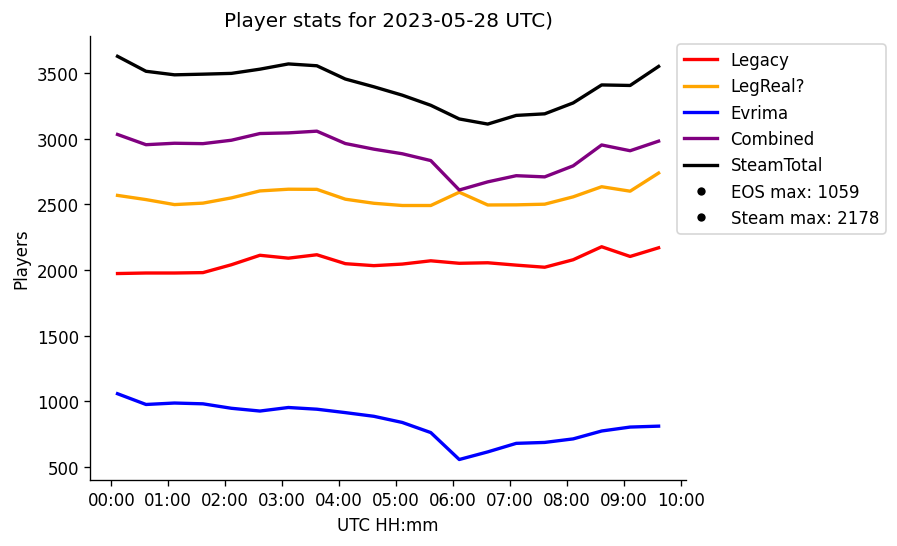 Player stats for 2023-05-28 UTC)
Legacy
LegReal?
Evrima
Combined
SteamTotal
EOS max: 1059
Steam max: 2178
Players
3500
3000
2500
2000
1500
1000
500
00:00 01:00 02:00 03:00 04:00 05:00 06:00 07:00 08:00 09:00 10:00
UTC HH:mm